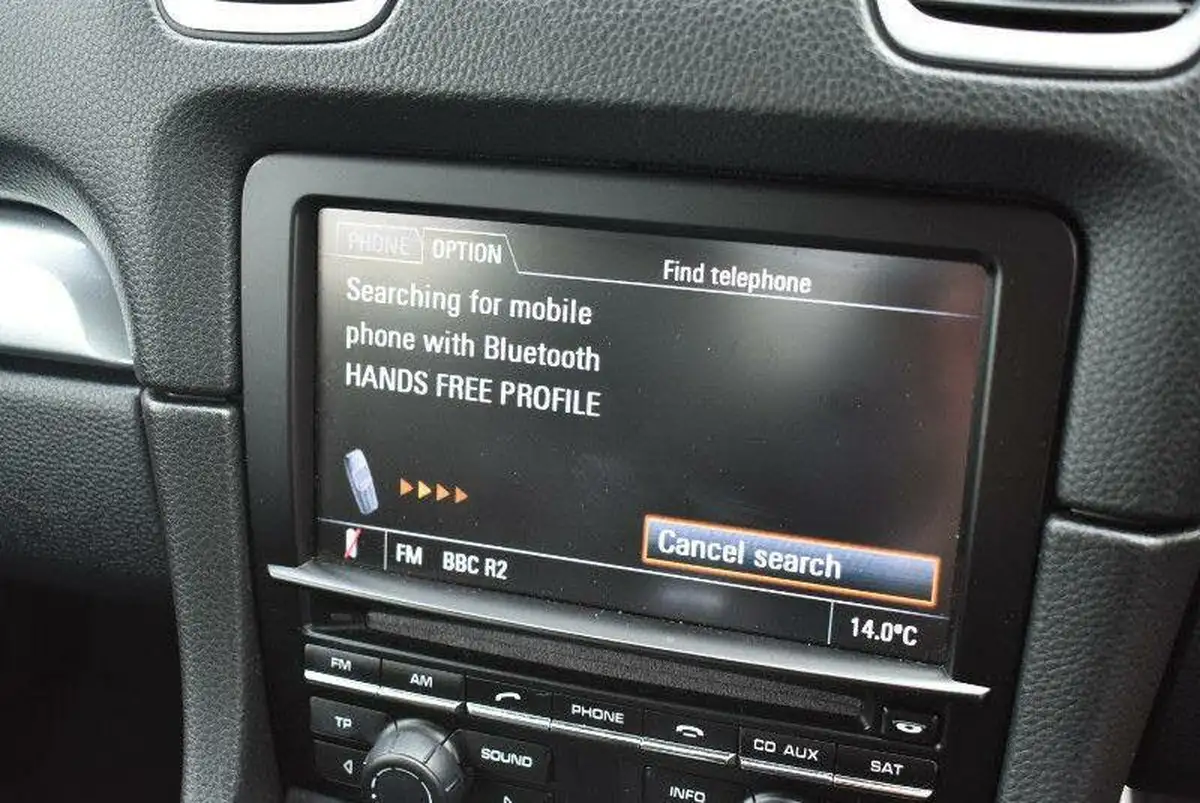 PHONE OPTION
Find telephone
Searching for mobile
phone with Bluetooth
HANDS FREE PROFILE
Cancel search
FM BBC R2
14.0°C
FM
AM
PHONE
CD AUX
SAT
TP
SOUND
INFO